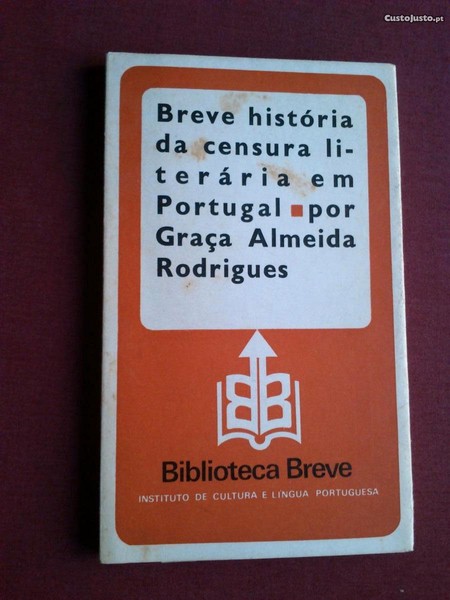 CustoJusto.pt
Breve história
da censura li-
terária em
Portugal ■ por
Graça Almeida
Rodrigues
BB
Biblioteca Breve
INSTITUTO DE CULTURA E LÍNGUA PORTUGUESA